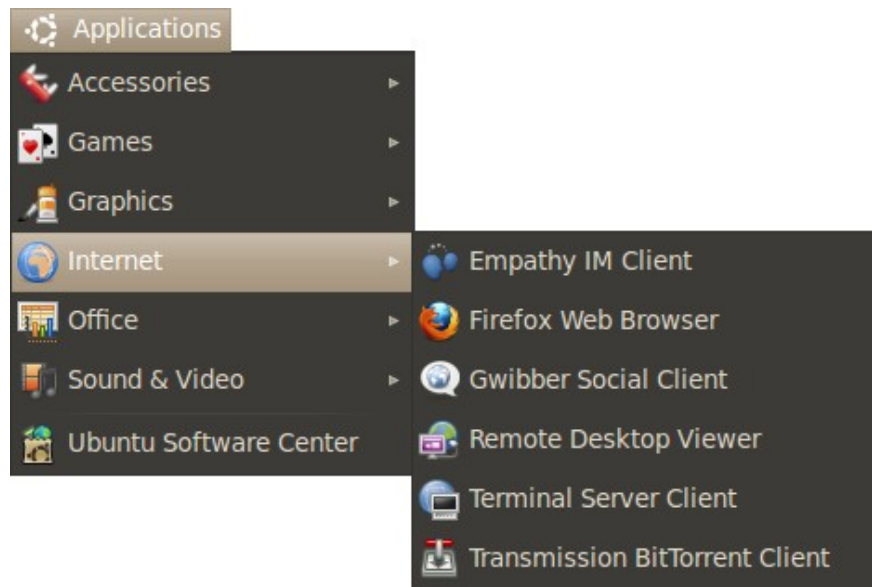 Applications
Accessories
Games
Graphics
Internet
Office
Sound & Video
Ubuntu Software Center
Empathy IM Client
Firefox Web Browser
Gwibber Social Client
Remote Desktop Viewer
Terminal Server Client
Transmission BitTorrent Client